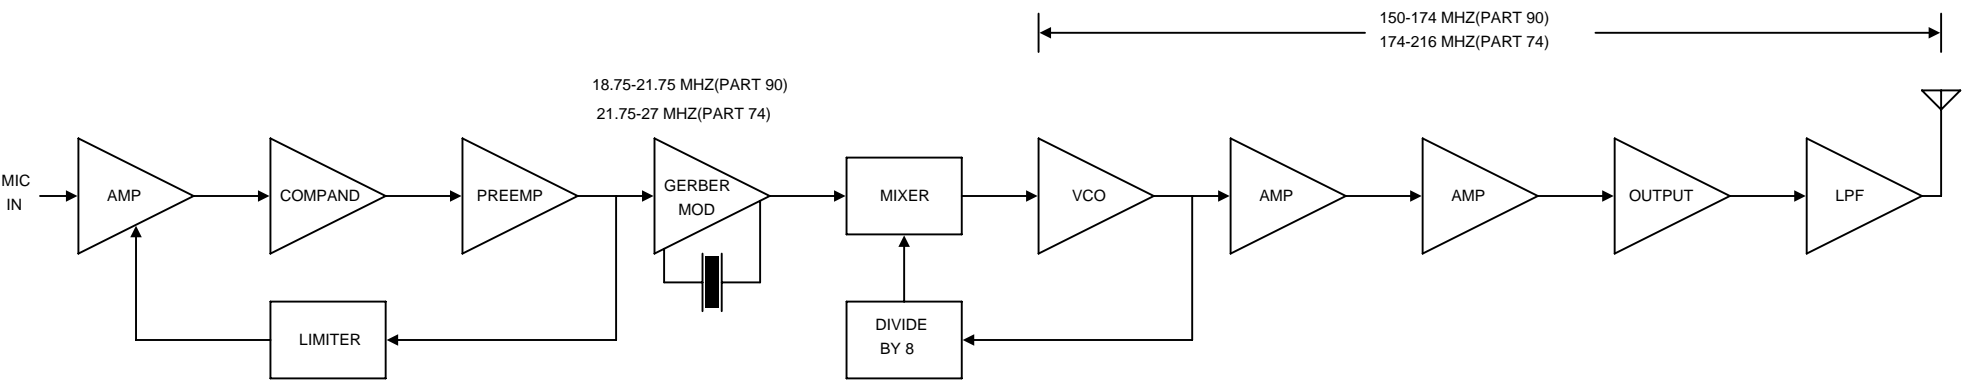 150-174 MHZ(PART 90)
174-216 MHZ(PART 74)
18.75-21.75 MHZ(PART 90)
21.75-27 MHZ(PART 74)
MIC
IN
AMP
COMPAND
PREEMP
GERBER
MOD
MIXER
VCO
AMP
AMP
OUTPUT
LPF
LIMITER
DIVIDE
BY 8